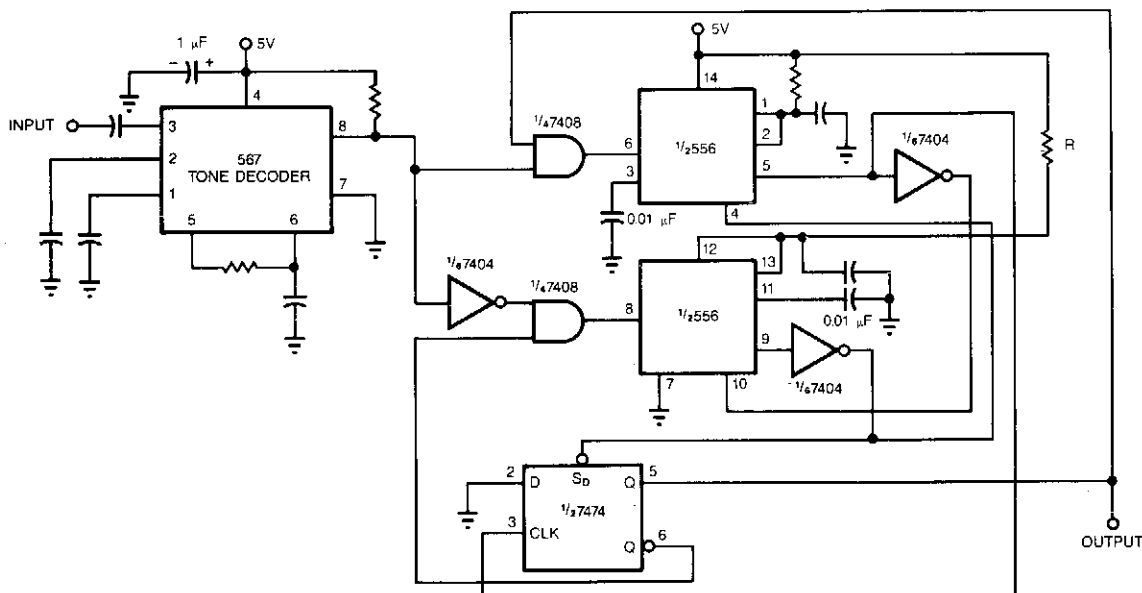 1 µF
5V
4
INPUT
3
8
567
TONE DECODER
2
1
7
5
6
1/6 7404
1/4 7408
1/4 7408
5V
14
1
2
1/2 556
6
3
5
4
0.01 µF
1/6 7404
R
12
13
11
1/2 556
8
0.01 µF
9
7
10
1/6 7404
2
D
SD
Q
5
1/2 7474
3
CLK
Q
6
OUTPUT